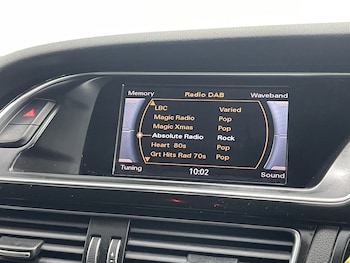 Memory Radio DAB Waveband
LBC Varied
Magic Radio Pop
Magic Xmas Pop
Absolute Radio Rock
Heart 80s Pop
Grt Hits Rad 70s Pop
Tuning 10:02 Sound